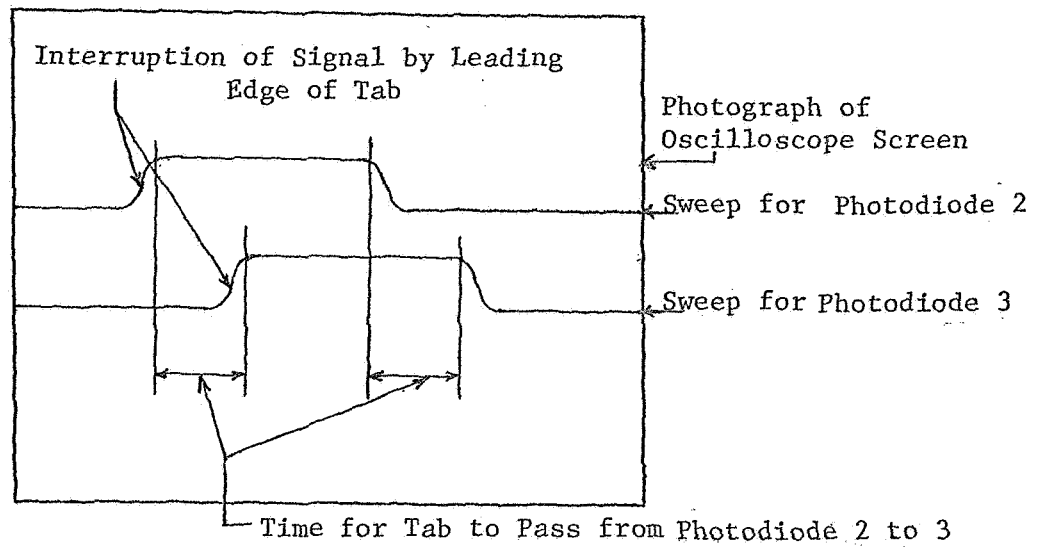 Interruption of Signal by Leading
Edge of Tab
Photograph of
Oscilloscope Screen
Sweep for Photodiode 2
Sweep for Photodiode 3
Time for Tab to Pass from Photodiode 2 to 3